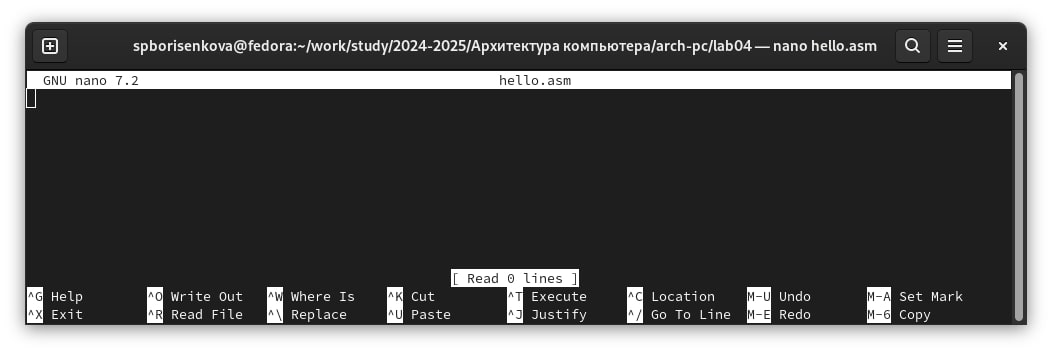 spborisenkova@fedora:~/work/study/2024-2025/Архитектура компьютера/arch-pc/lab04 — nano hello.asm
GNU nano 7.2 hello.asm
[ Read 0 lines ]
^G Help ^O Write Out ^W Where Is ^K Cut ^T Execute ^C Location M-U Undo M-A Set Mark
^X Exit ^R Read File ^\ Replace ^U Paste ^J Justify ^/ Go To Line M-E Redo M-6 Copy